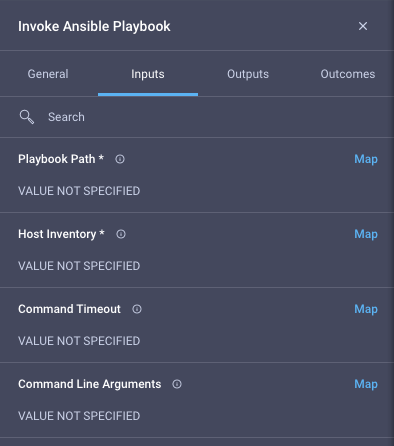 Invoke Ansible Playbook
General Inputs Outputs Outcomes
Search
Playbook Path * Map
VALUE NOT SPECIFIED
Host Inventory * Map
VALUE NOT SPECIFIED
Command Timeout Map
VALUE NOT SPECIFIED
Command Line Arguments Map
VALUE NOT SPECIFIED